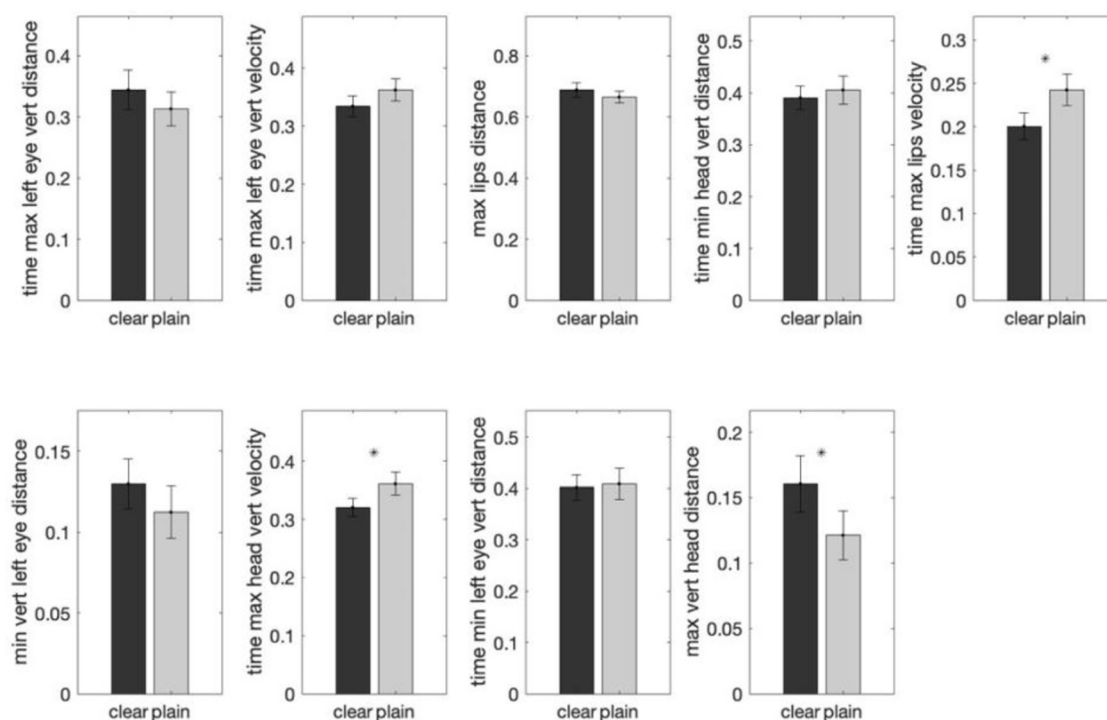 time max left eye vert distance
0.4
0.3
0.2
0.1
0
clear plain
time max left eye vert velocity
0.4
0.3
0.2
0.1
0
clear plain
max lips distance
0.8
0.6
0.4
0.2
0
clear plain
time min head vert distance
0.5
0.4
0.3
0.2
0.1
0
clear plain
time max lips velocity
0.3
0.25
0.2
0.15
0.1
0.05
0
*
clear plain
min vert left eye distance
0.15
0.1
0.05
0
clear plain
time max head vert velocity
0.4
0.3
0.2
0.1
0
*
clear plain
time min left eye vert distance
0.5
0.4
0.3
0.2
0.1
0
clear plain
max vert head distance
0.2
0.15
0.1
0.05
0
*
clear plain